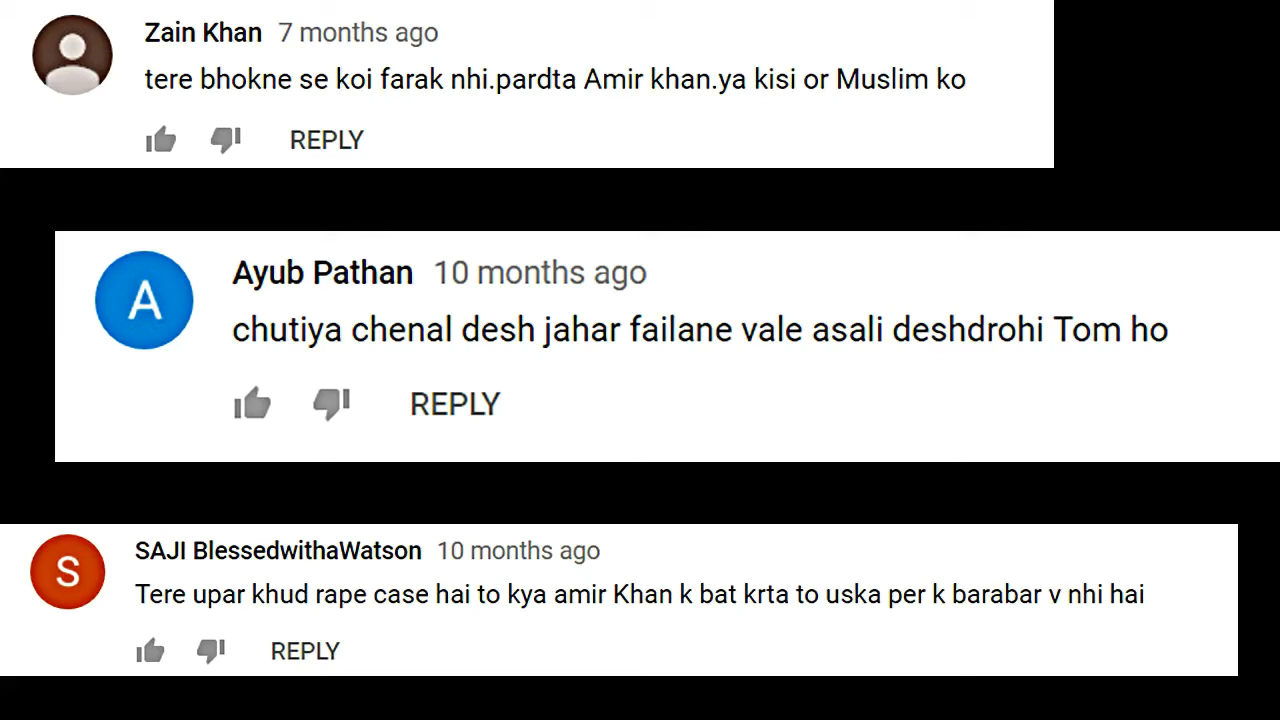 Zain Khan 7 months ago
tere bhokne se koi farak nhi.pardta Amir khan.ya kisi or Muslim ko
REPLY
A
Ayub Pathan 10 months ago
chutiya chenal desh jahar failane vale asali deshdrohi Tom ho
REPLY
S
SAJI BlessedwithaWatson 10 months ago
Tere upar khud rape case hai to kya amir Khan k bat krta to uska per k barabar v nhi hai
REPLY